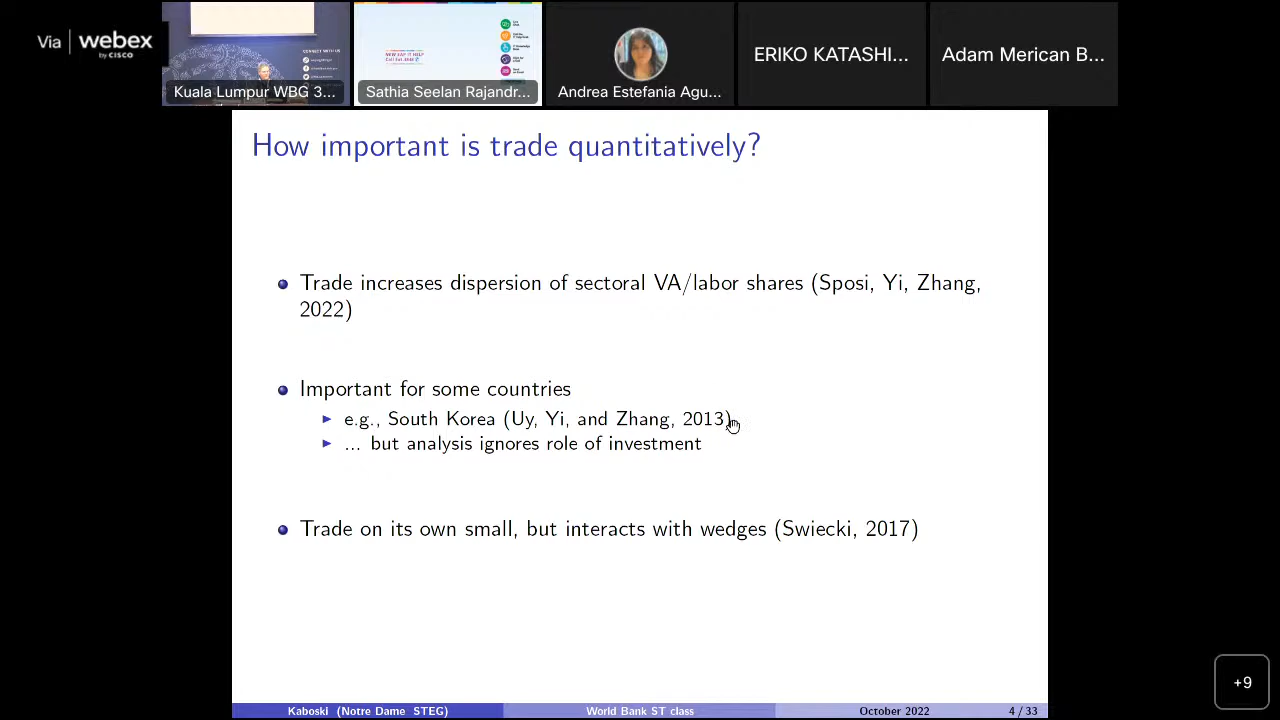 Via webex
by CISCO
CONNECT WITH US
Kuala Lumpur WBG 3...
Sathia Seelan Rajandr...
Andrea Estefania Agu...
ERIKO KATASHI...
Adam Merican B...
How important is trade quantitatively?
Trade increases dispersion of sectoral VA/labor shares (Sposi, Yi, Zhang,
2022)
Important for some countries
e.g., South Korea (Uy, Yi, and Zhang, 2013)
... but analysis ignores role of investment
Trade on its own small, but interacts with wedges (Swiecki, 2017)
Kaboski (Notre Dame STEG)
World Bank ST class
October 2022
4 / 33
+9